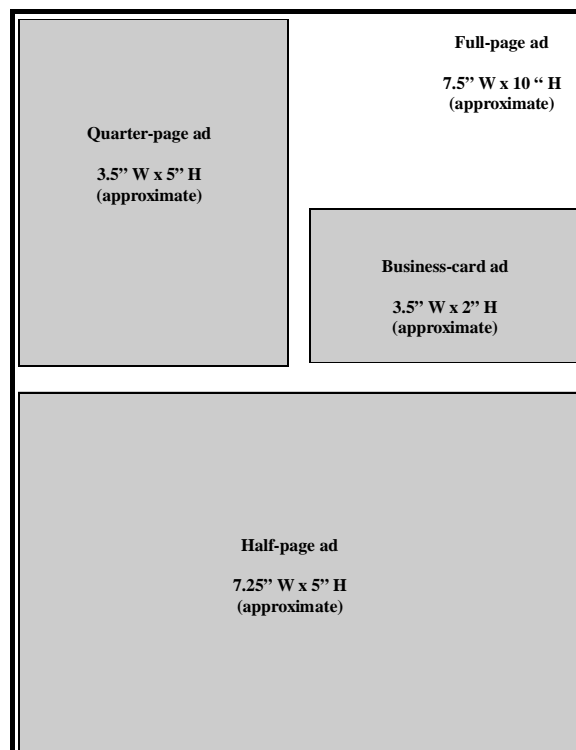 Full-page ad
7.5” W x 10 “ H
(approximate)
Quarter-page ad
3.5” W x 5” H
(approximate)
Business-card ad
3.5” W x 2” H
(approximate)
Half-page ad
7.25” W x 5” H
(approximate)